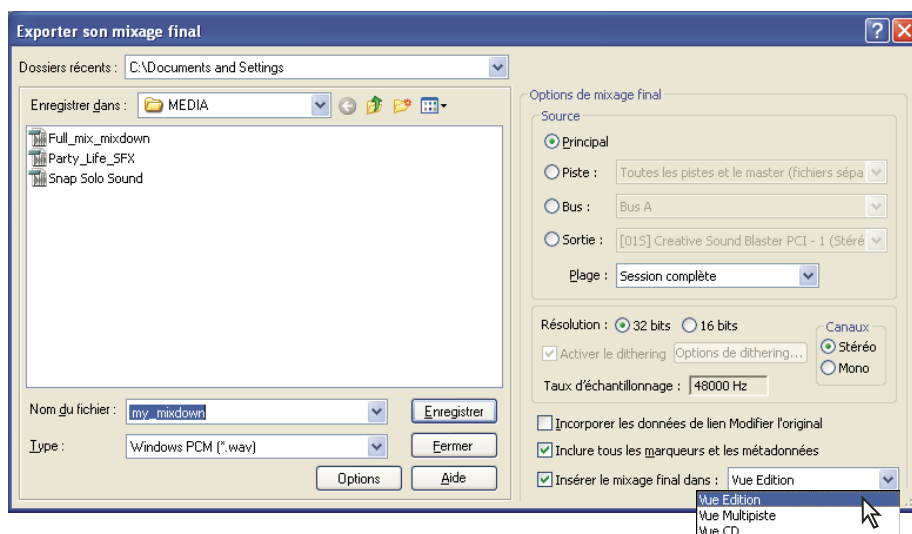 Exporter son mixage final
Dossiers récents : C:\Documents and Settings
Enregistrer dans : MEDIA
Full_mix_mixdown
Party_Life_SFX
Snap Solo Sound
Nom du fichier : my_mixdown
Enregistrer
Type : Windows PCM (*.wav)
Fermer
Options
Aide
Options de mixage final
Source
Principal
Piste : Toutes les pistes et le master (fichiers sépa
Bus : Bus A
Sortie : [01S] Creative Sound Blaster PCI - 1 (Stéré
Plage : Session complète
Résolution : 32 bits 16 bits
Activer le dithering Options de dithering...
Taux d'échantillonnage : 48000 Hz
Canaux
Stéréo
Mono
Incorporer les données de lien Modifier l'original
Inclure tous les marqueurs et les métadonnées
Insérer le mixage final dans : Vue Edition
Vue Edition
Vue Multipiste
Vue CD